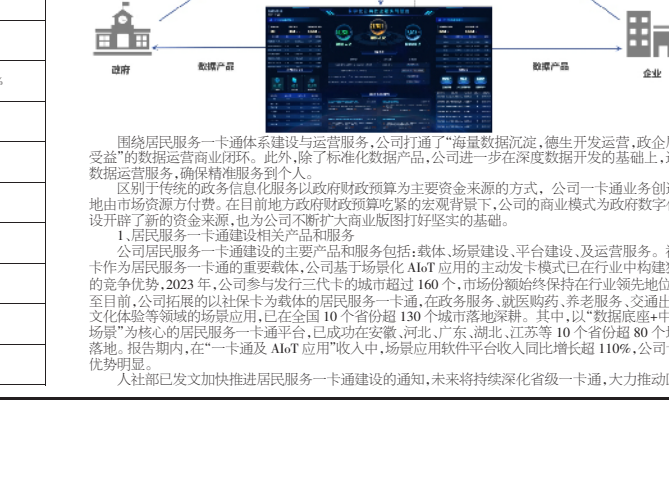 政府
数据产品
数据产品
企业
围绕居民服务一卡通体系建设与运营服务,公司打通了“海量数据沉淀,德生开发运营,政企
受益”的数据运营商业闭环。此外,除了标准化数据产品,公司进一步在深度数据开发的基础上,
数据运营服务,确保精准服务到个人。
区别于传统的政务信息化服务以政府财政预算为主要资金来源的方式，公司一卡通业务创
地由市场资源方付费。在目前地方政府财政预算吃紧的宏观背景下,公司的商业模式为政府数字
设开辟了新的资金来源,也为公司不断扩大商业版图打好坚实的基础。
1、居民服务一卡通建设相关产品和服务
公司居民服务一卡通建设的主要产品和服务包括:载体、场景建设、平台建设、及运营服务。
卡作为居民服务一卡通的重要载体,公司基于场景化 AIoT 应用的主动发卡模式已在行业中构建
的竞争优势,2023 年,公司参与发行三代卡的城市超过 160 个,市场份额始终保持在行业领先地位
至目前,公司拓展的以社保卡为载体的居民服务一卡通,在政务服务、就医购药、养老服务、交通出
文化体验等领域的场景应用,已在全国 10 个省份超 130 个城市落地深耕。其中,以“数据底座+中
场景”为核心的居民服务一卡通平台,已成功在安徽、河北、广东、湖北、江苏等 10 个省份超 80 个
落地。报告期内,在“一卡通及 AIoT 应用”收入中,场景应用软件平台收入同比增长超 110%,公司
优势明显。
人社部已发文加快推进居民服务一卡通建设的通知,未来将持续深化省级一卡通,大力推动